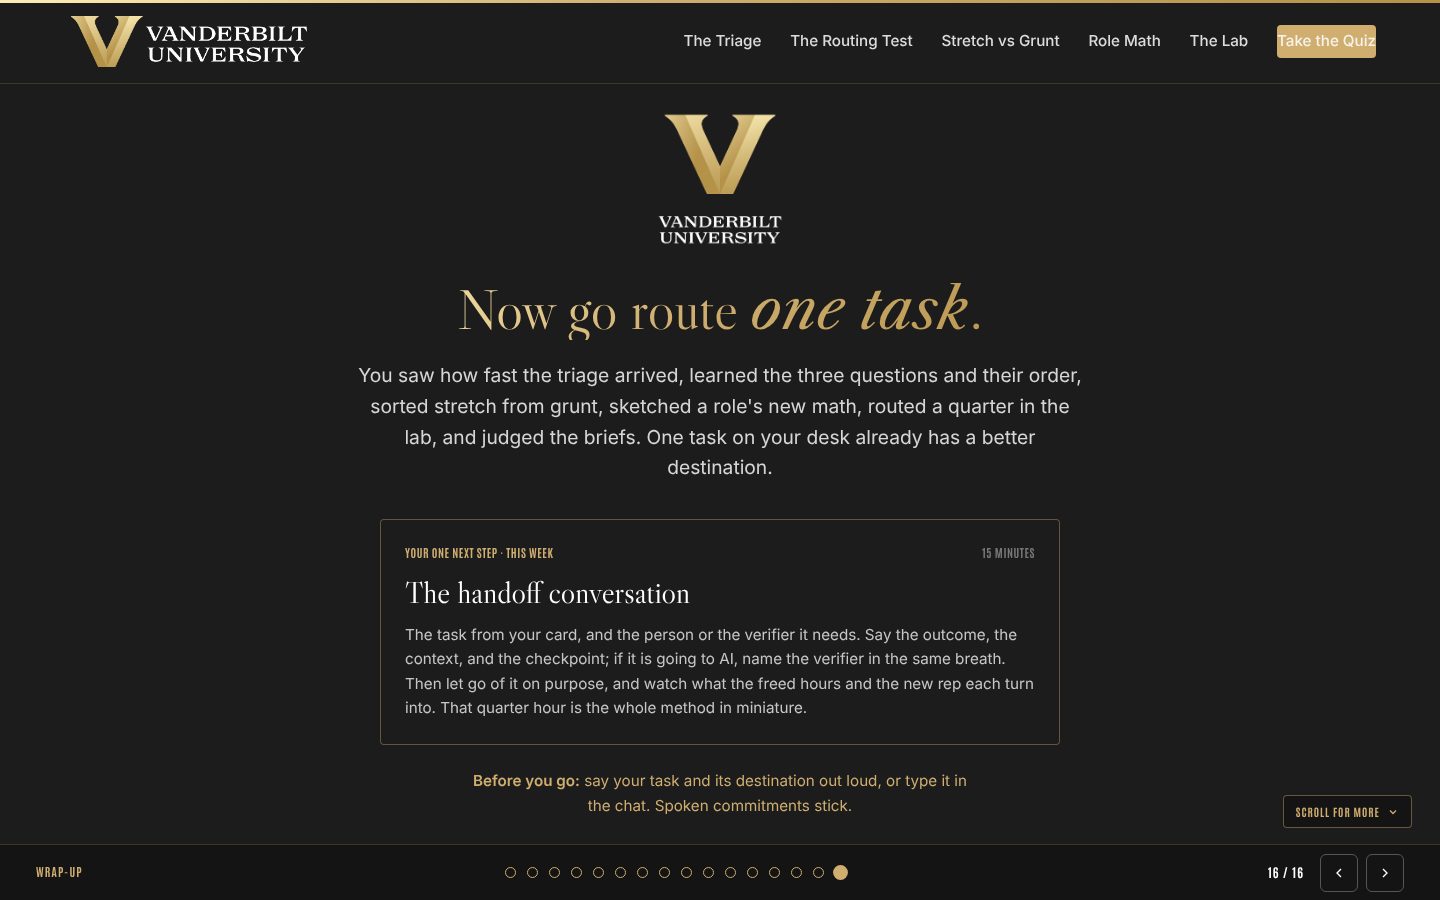 VANDERBILT
UNIVERSITY
The Triage
The Routing Test
Stretch vs Grunt
Role Math
The Lab
Take the Quiz
VANDERBILT
UNIVERSITY
Now go route one task.
You saw how fast the triage arrived, learned the three questions and their order,
sorted stretch from grunt, sketched a role's new math, routed a quarter in the
lab, and judged the briefs. One task on your desk already has a better
destination.
YOUR ONE NEXT STEP · THIS WEEK
15 MINUTES
The handoff conversation
The task from your card, and the person or the verifier it needs. Say the outcome, the
context, and the checkpoint; if it is going to AI, name the verifier in the same breath.
Then let go of it on purpose, and watch what the freed hours and the new rep each turn
into. That quarter hour is the whole method in miniature.
Before you go: say your task and its destination out loud, or type it in
the chat. Spoken commitments stick.
SCROLL FOR MORE
WRAP-UP
16 / 16